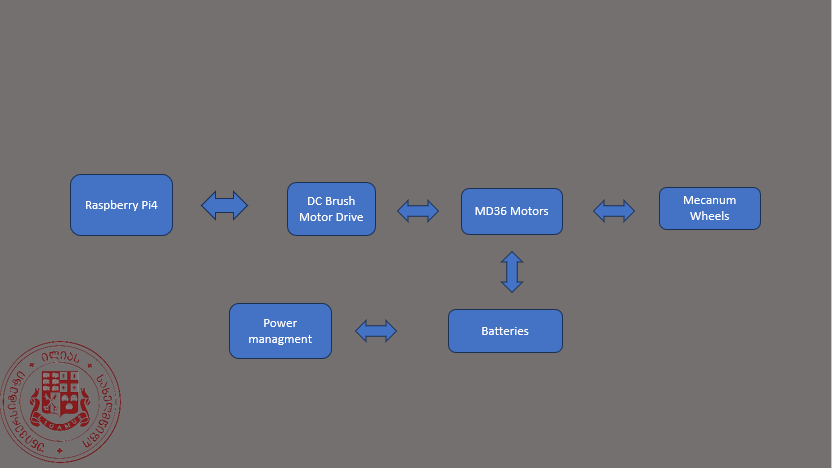 Raspberry Pi4
DC Brush
Motor Drive
MD36 Motors
Mecanum
Wheels
Power
managment
Batteries
ილიას
სახელმწიფო
უნივერსიტეტი